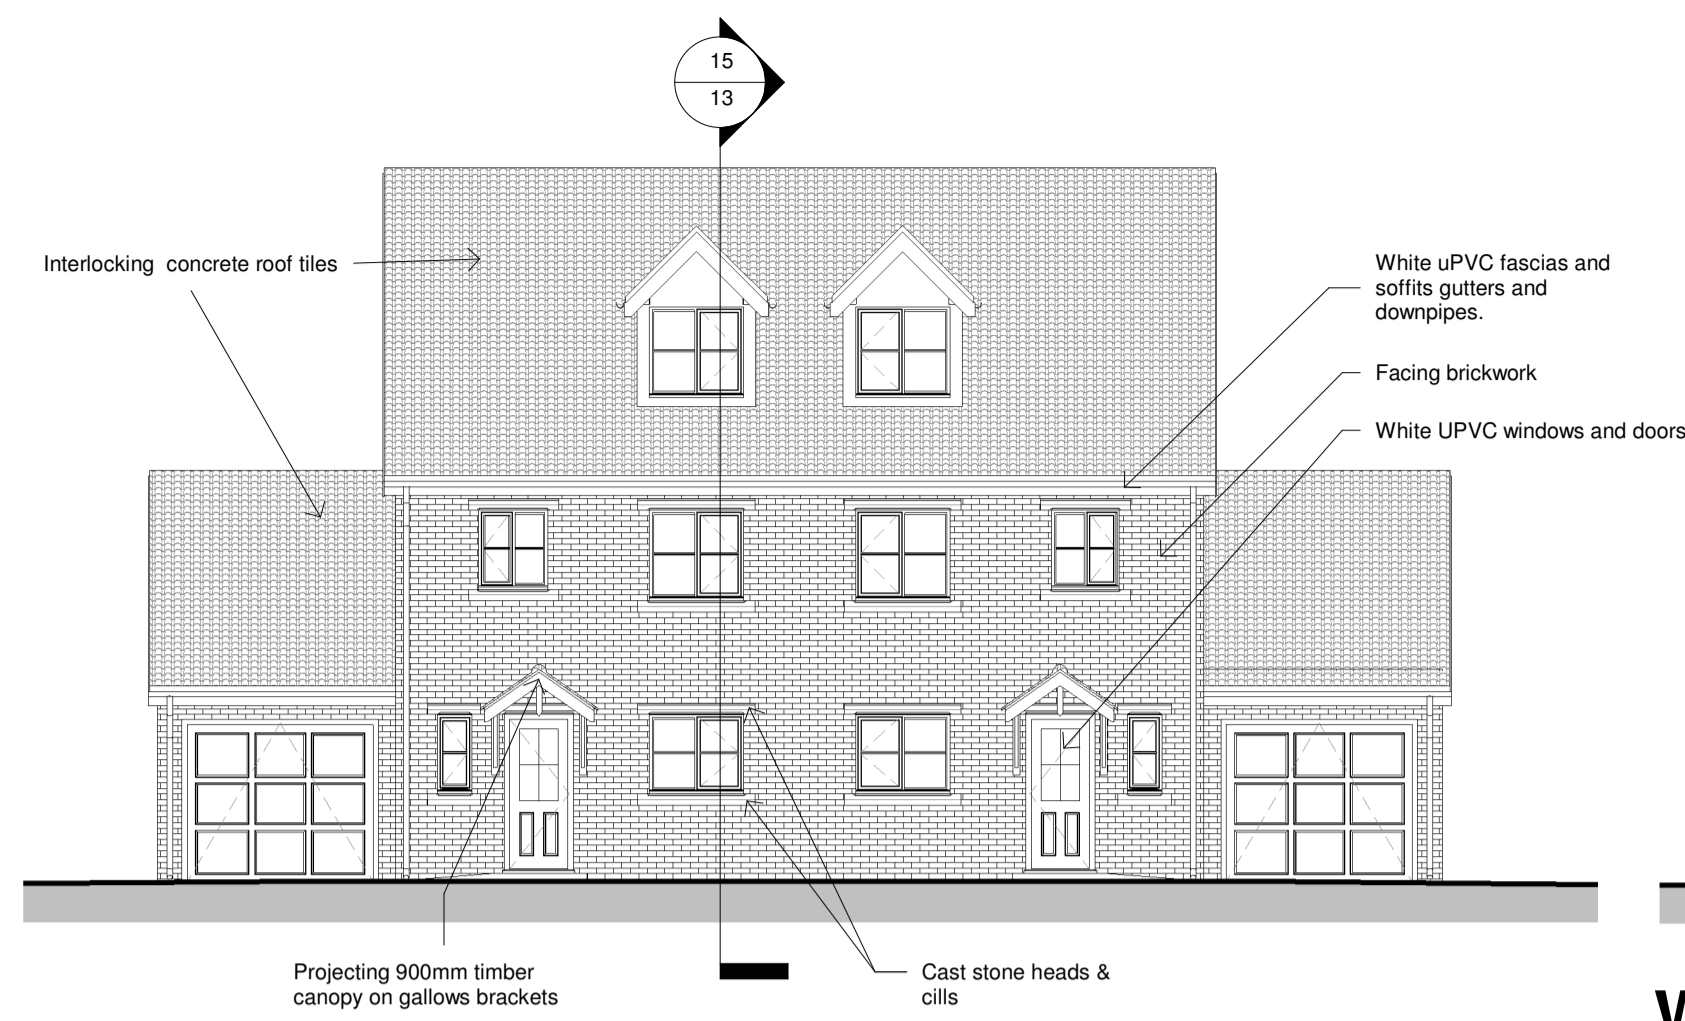 15
13
Interlocking concrete roof tiles
White uPVC fascias and
soffits gutters and
downpipes.
Facing brickwork
White UPVC windows and doors
Projecting 900mm timber
canopy on gallows brackets
Cast stone heads &
cills